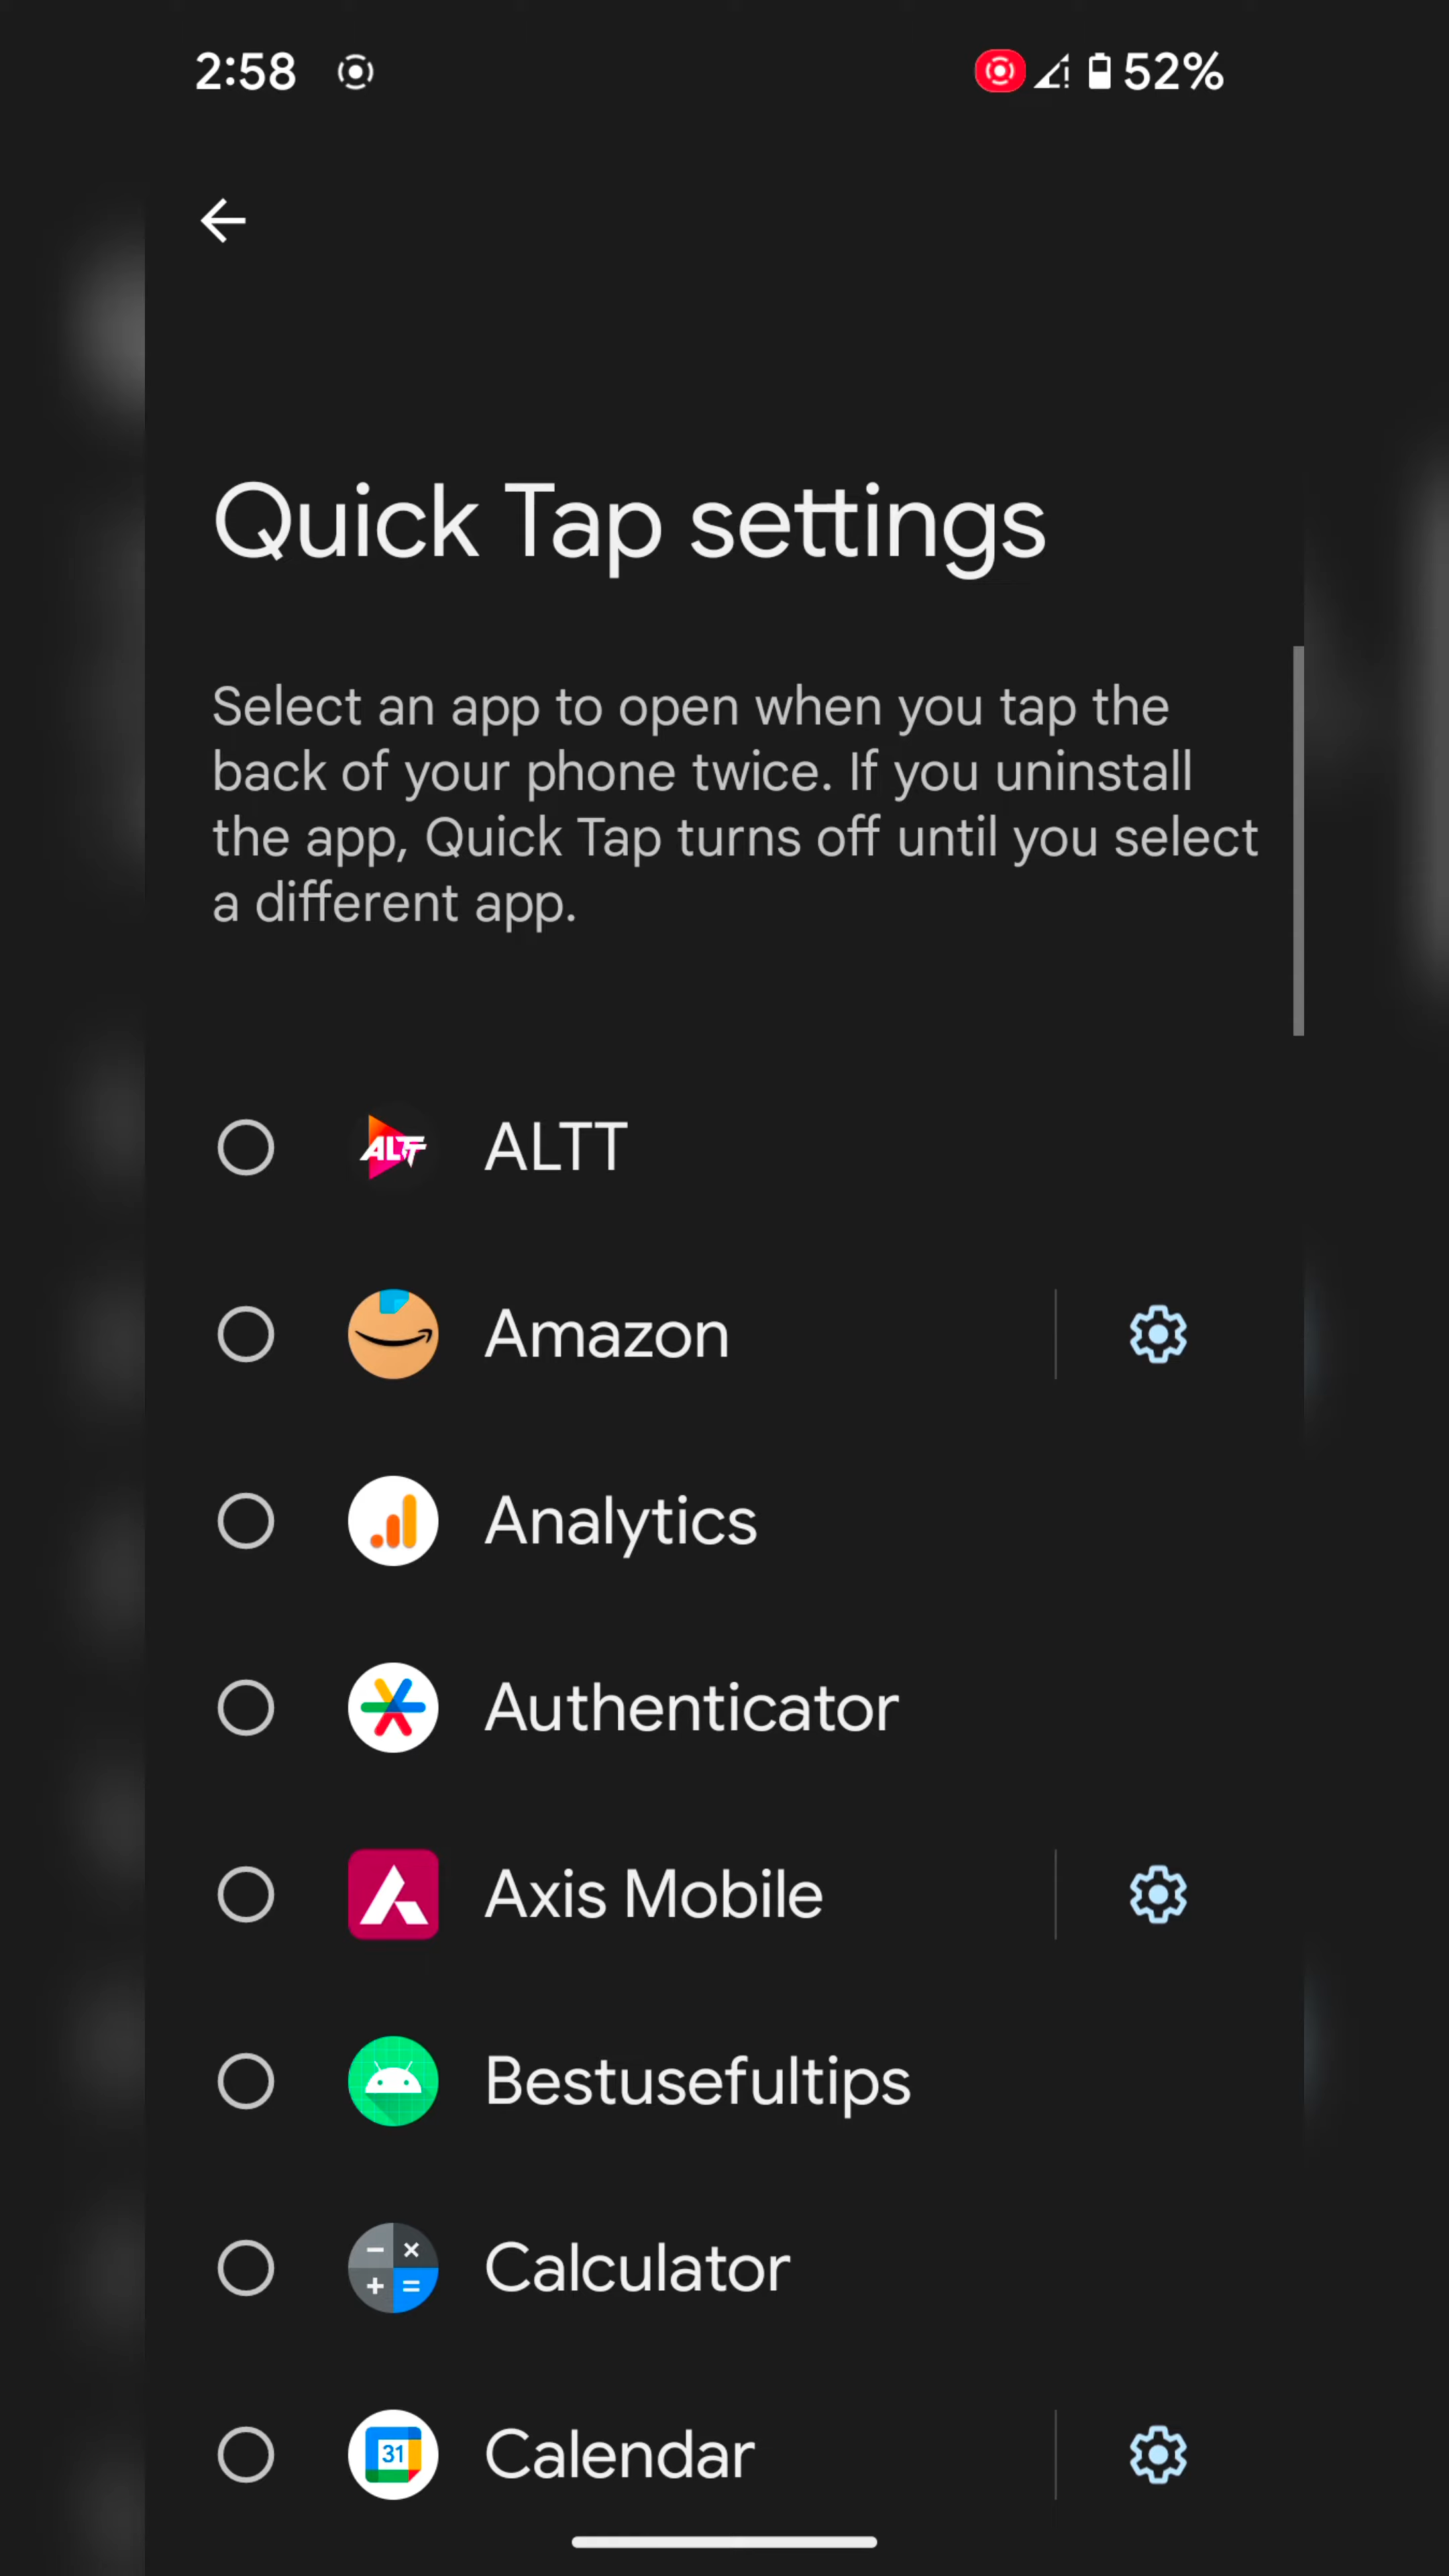 2:58 52%
Quick Tap settings
Select an app to open when you tap the
back of your phone twice. If you uninstall
the app, Quick Tap turns off until you select
a different app.
ALTT ALTT
Amazon
Analytics
Authenticator
Axis Mobile
Bestusefultips
Calculator
31 Calendar